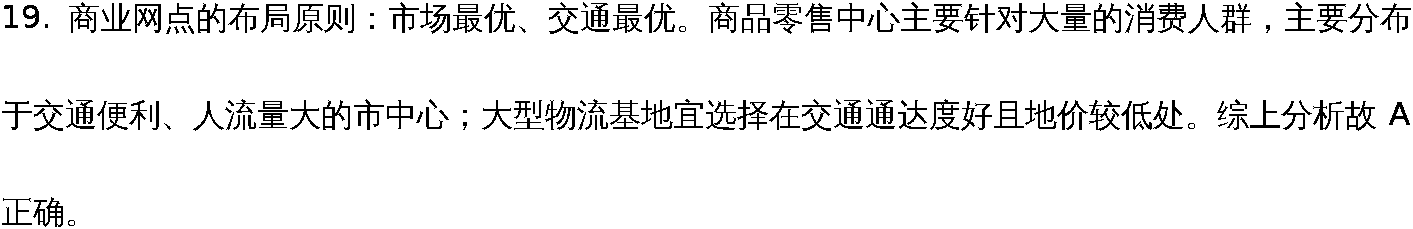 19. 商业网点的布局原则：市场最优、交通最优。商品零售中心主要针对大量的消费人群，主要分布
于交通便利、人流量大的市中心；大型物流基地宜选择在交通通达度好且地价较低处。综上分析故 A
正确。